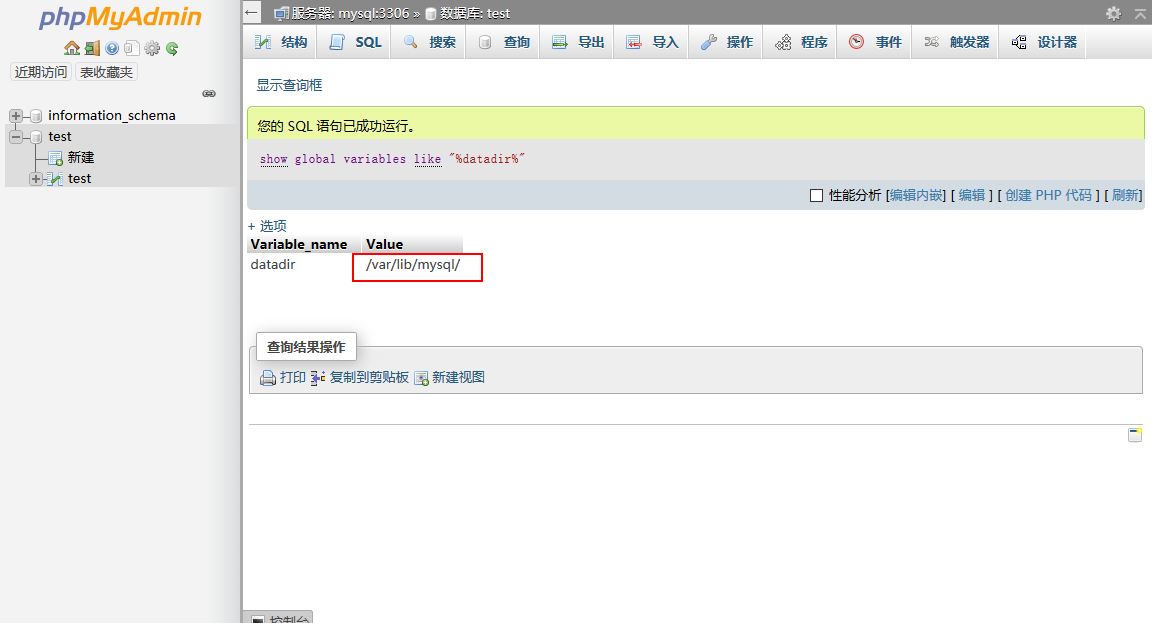 phpMyAdmin
近期访问 表收藏夹
information_schema
test
新建
test
服务器: mysql:3306 » 数据库: test
结构 SQL 搜索 查询 导出 导入 操作 程序 事件 触发器 设计器
显示查询框
您的 SQL 语句已成功运行。
show global variables like "%datadir%"
性能分析 [编辑内嵌] [ 编辑 ] [ 创建 PHP 代码 ] [ 刷新]
+ 选项
Variable_name Value
datadir /var/lib/mysql/
查询结果操作
打印 复制到剪贴板 新建视图
控制台